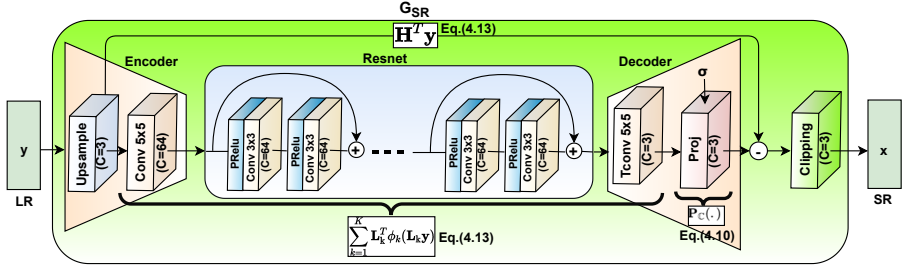 G_SR
H^T y Eq.(4.13)
Encoder
Resnet
Decoder
σ
y
LR
Upsample (C=3)
Conv 5x5 (C=64)
PRelu Conv 3x3 (C=64)
PRelu Conv 3x3 (C=64)
+
PRelu Conv 3x3 (C=64)
PRelu Conv 3x3 (C=64)
+
Tconv 5x5 (C=3)
Proj (C=3)
-
Clipping (C=3)
x
SR
\sum_{k=1}^{K} L_k^T ϕ_k(L_k y) Eq.(4.13)
P_ℂ(.)
Eq.(4.10)